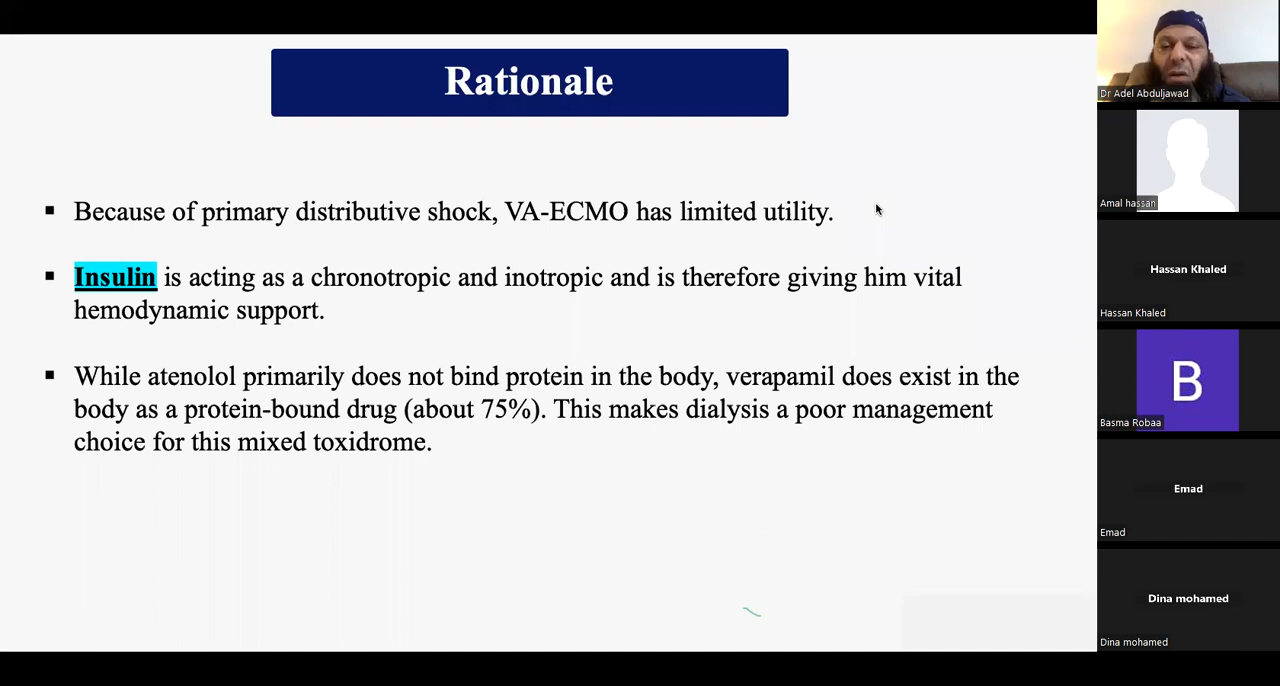 Rationale
Because of primary distributive shock, VA-ECMO has limited utility.
Insulin is acting as a chronotropic and inotropic and is therefore giving him vital
hemodynamic support.
While atenolol primarily does not bind protein in the body, verapamil does exist in the
body as a protein-bound drug (about 75%). This makes dialysis a poor management
choice for this mixed toxidrome.
Dr Adel Abduljawad
Amal hassan
Hassan Khaled
Hassan Khaled
B
Basma Robaa
Emad
Emad
Dina mohamed
Dina mohamed